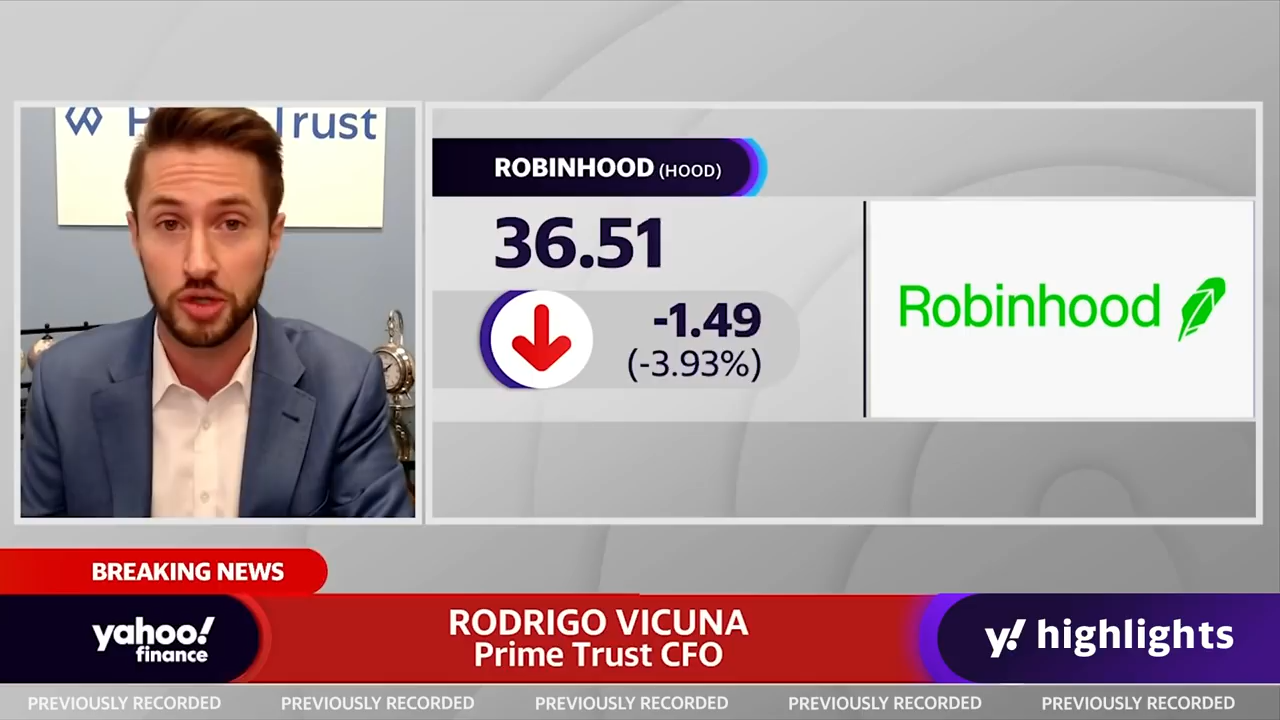 Trust
ROBINHOOD (HOOD)
36.51
-1.49
(-3.93%)
Robinhood
BREAKING NEWS
yahoo!
finance
RODRIGO VICUNA
Prime Trust CFO
y! highlights
PREVIOUSLY RECORDED PREVIOUSLY RECORDED PREVIOUSLY RECORDED PREVIOUSLY RECORDED PREVIOUSLY RECORDED